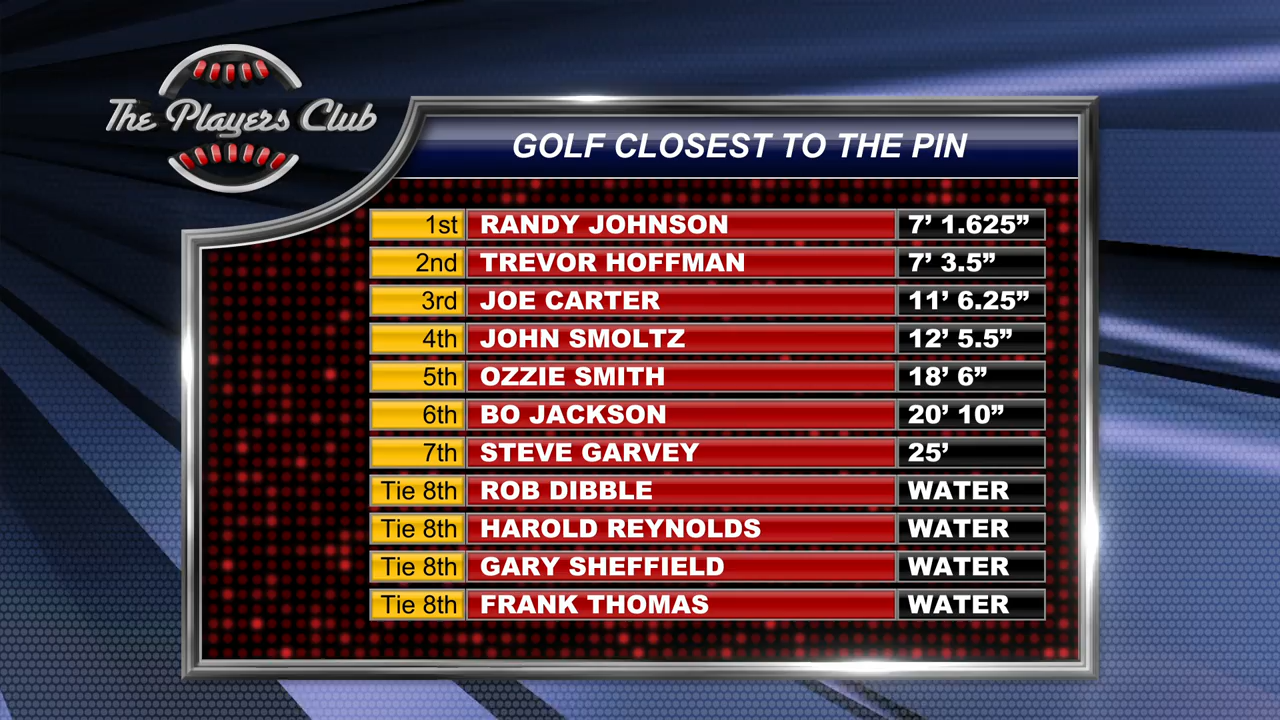 The Players Club
GOLF CLOSEST TO THE PIN
1st RANDY JOHNSON 7’ 1.625”
2nd TREVOR HOFFMAN 7’ 3.5”
3rd JOE CARTER 11’ 6.25”
4th JOHN SMOLTZ 12’ 5.5”
5th OZZIE SMITH 18’ 6”
6th BO JACKSON 20’ 10”
7th STEVE GARVEY 25’
Tie 8th ROB DIBBLE WATER
Tie 8th HAROLD REYNOLDS WATER
Tie 8th GARY SHEFFIELD WATER
Tie 8th FRANK THOMAS WATER